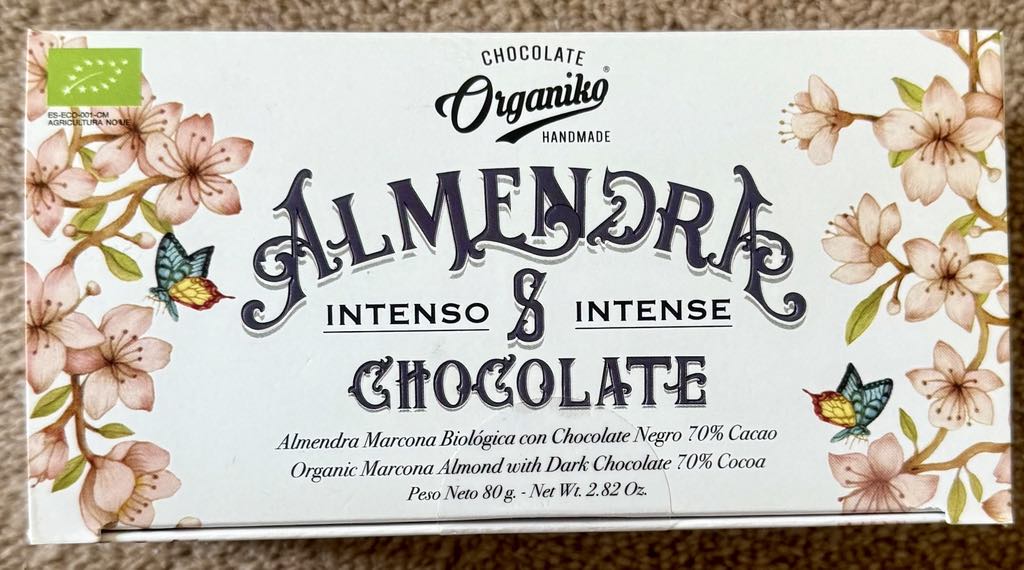 ES-ECO-001-CM
AGRICULTURA NO UE
CHOCOLATE
Organiko®
HANDMADE
ALMENDRA
INTENSO & INTENSE
CHOCOLATE
Almendra Marcona Biológica con Chocolate Negro 70% Cacao
Organic Marcona Almond with Dark Chocolate 70% Cocoa
Peso Neto 80 g. - Net Wt. 2.82 Oz.